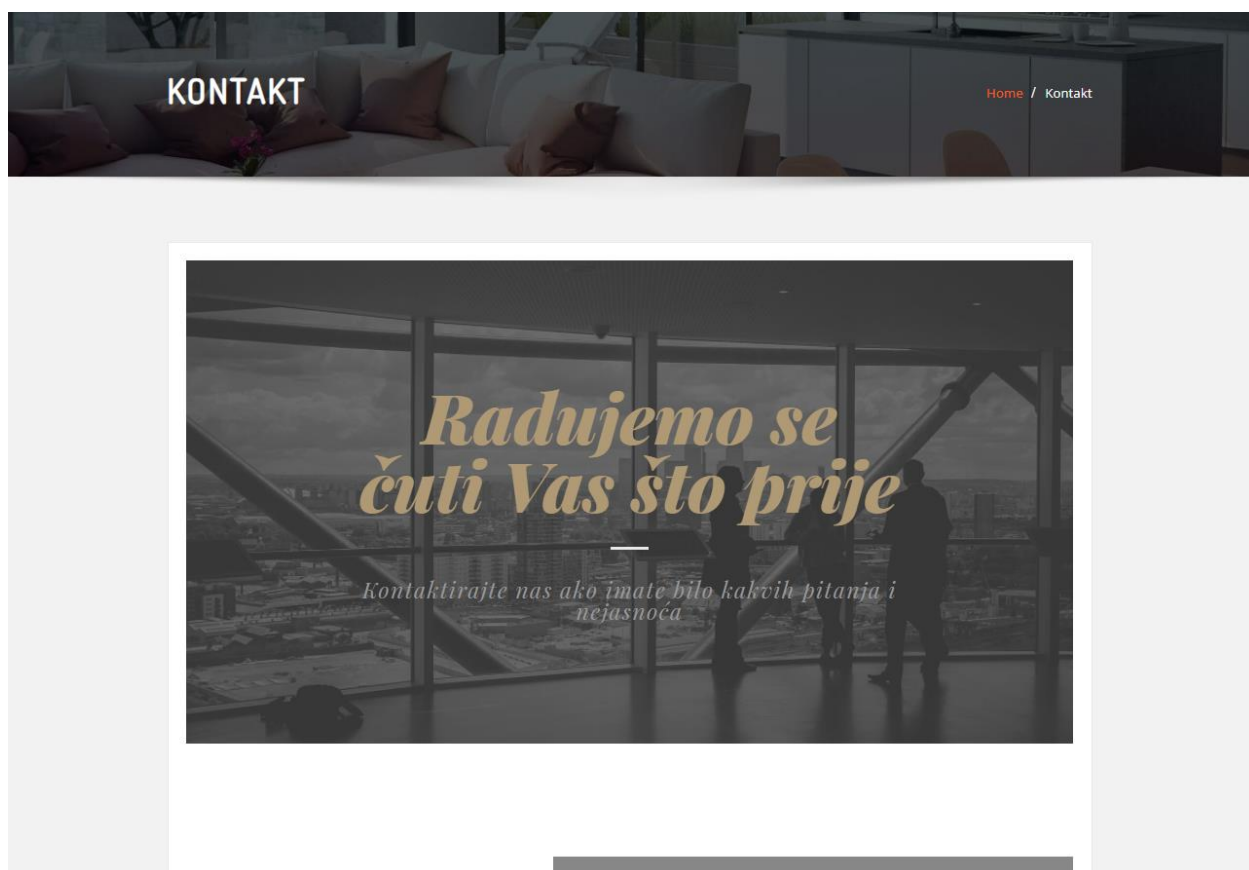 KONTAKT
Home / Kontakt
Radujemo se
čuti Vas što prije
Kontaktirajte nas ako imate bilo kakvih pitanja i
nejasnoća